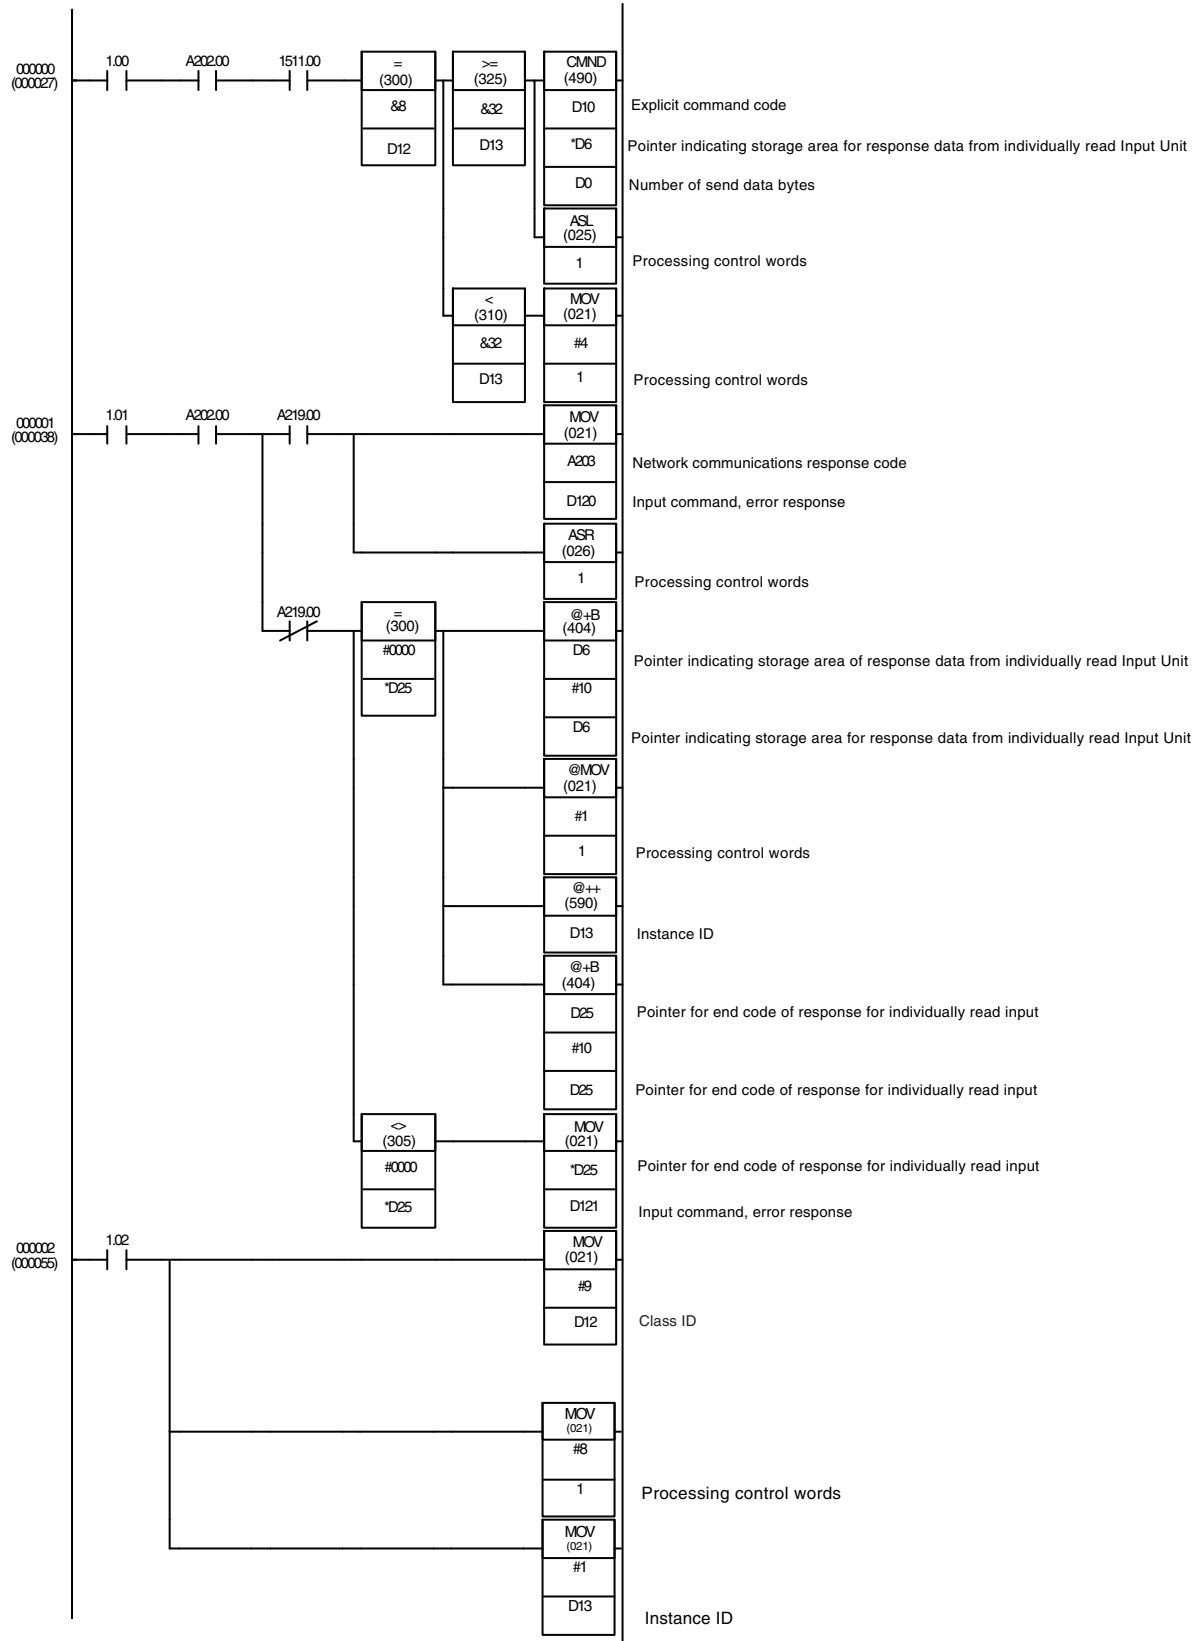 000000
(000027)
1.00
A202.00
1511.00
=
(300)
&8
D12
>=
(325)
&32
D13
CMND
(490)
D10
Explicit command code
*D6
Pointer indicating storage area for response data from individually read Input Unit
D0
Number of send data bytes
ASL
(025)
1
Processing control words
<
(310)
&32
D13
MOV
(021)
#4
1
Processing control words
000001
(000038)
1.01
A202.00
A219.00
MOV
(021)
A203
Network communications response code
D120
Input command, error response
ASR
(026)
1
Processing control words
A219.00
=
(300)
#0000
*D25
@+B
(404)
D6
Pointer indicating storage area of response data from individually read Input Unit
#10
D6
Pointer indicating storage area for response data from individually read Input Unit
@MOV
(021)
#1
1
Processing control words
@++
(590)
D13
Instance ID
@+B
(404)
D25
Pointer for end code of response for individually read input
#10
D25
Pointer for end code of response for individually read input
<>
(305)
#0000
*D25
MOV
(021)
*D25
Pointer for end code of response for individually read input
D121
Input command, error response
000002
(000055)
1.02
MOV
(021)
#9
D12
Class ID
MOV
(021)
#8
1
Processing control words
MOV
(021)
#1
D13
Instance ID